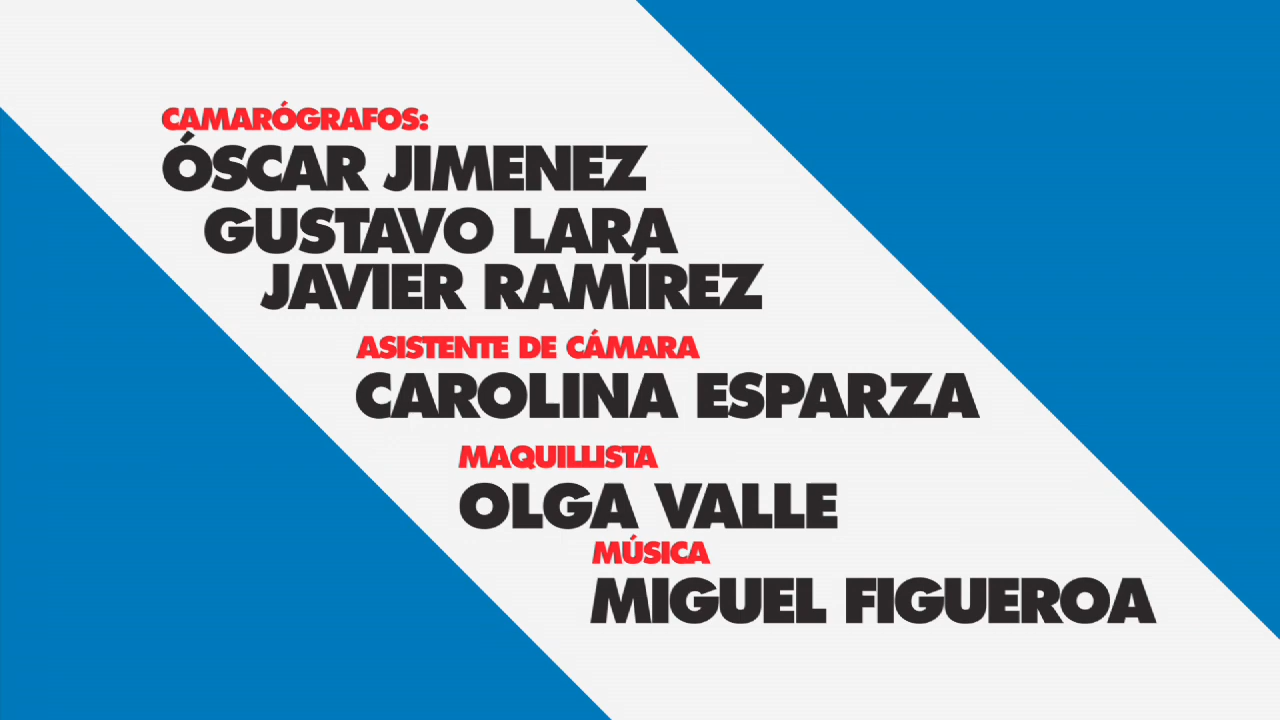 CAMARÓGRAFOS:
ÓSCAR JIMENEZ
GUSTAVO LARA
JAVIER RAMÍREZ
ASISTENTE DE CÁMARA
CAROLINA ESPARZA
MAQUILLISTA
OLGA VALLE
MÚSICA
MIGUEL FIGUEROA